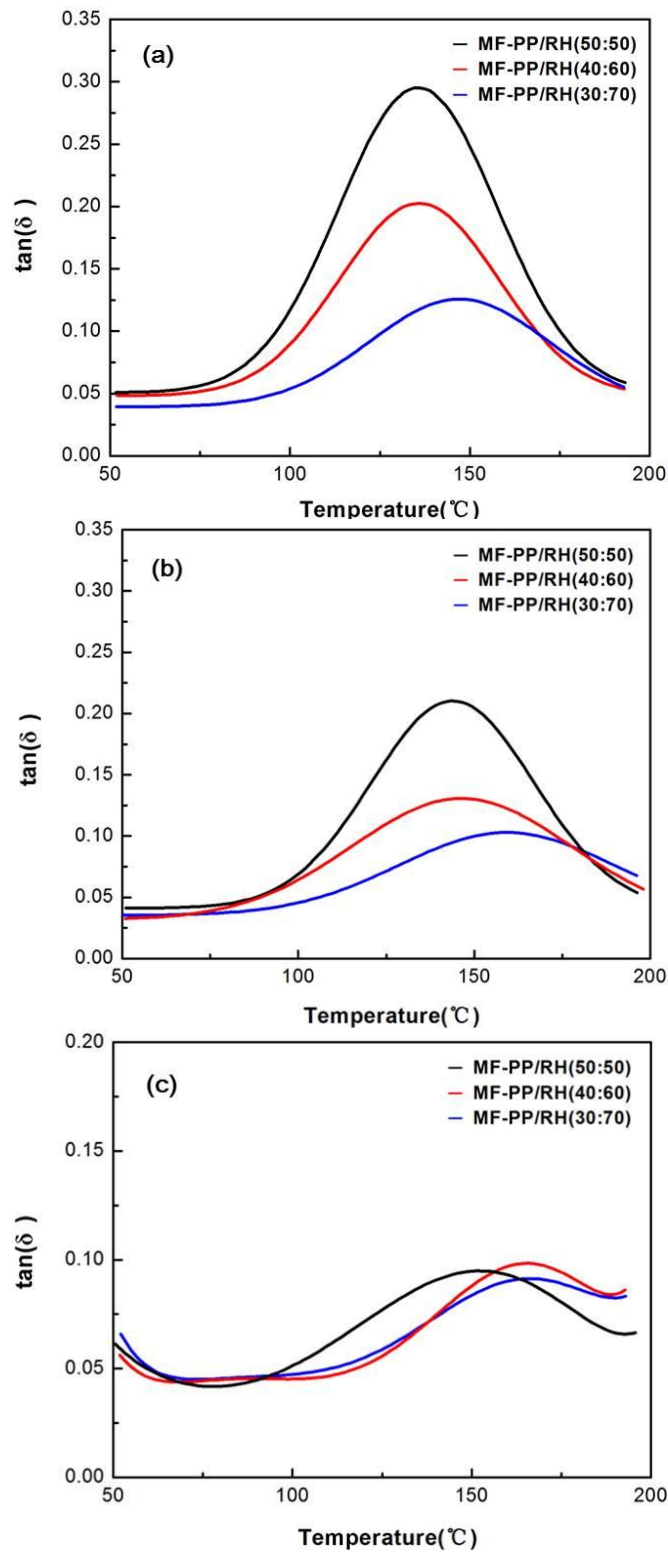 (a)
MF-PP/RH(50:50)
MF-PP/RH(40:60)
MF-PP/RH(30:70)
0.35
0.30
0.25
0.20
0.15
0.10
0.05
0.00
tan(δ )
50
100
150
200
Temperature(℃)
(b)
MF-PP/RH(50:50)
MF-PP/RH(40:60)
MF-PP/RH(30:70)
0.35
0.30
0.25
0.20
0.15
0.10
0.05
0.00
tan(δ )
50
100
150
200
Temperature(℃)
(c)
MF-PP/RH(50:50)
MF-PP/RH(40:60)
MF-PP/RH(30:70)
0.20
0.15
0.10
0.05
0.00
tan(δ )
50
100
150
200
Temperature(℃)